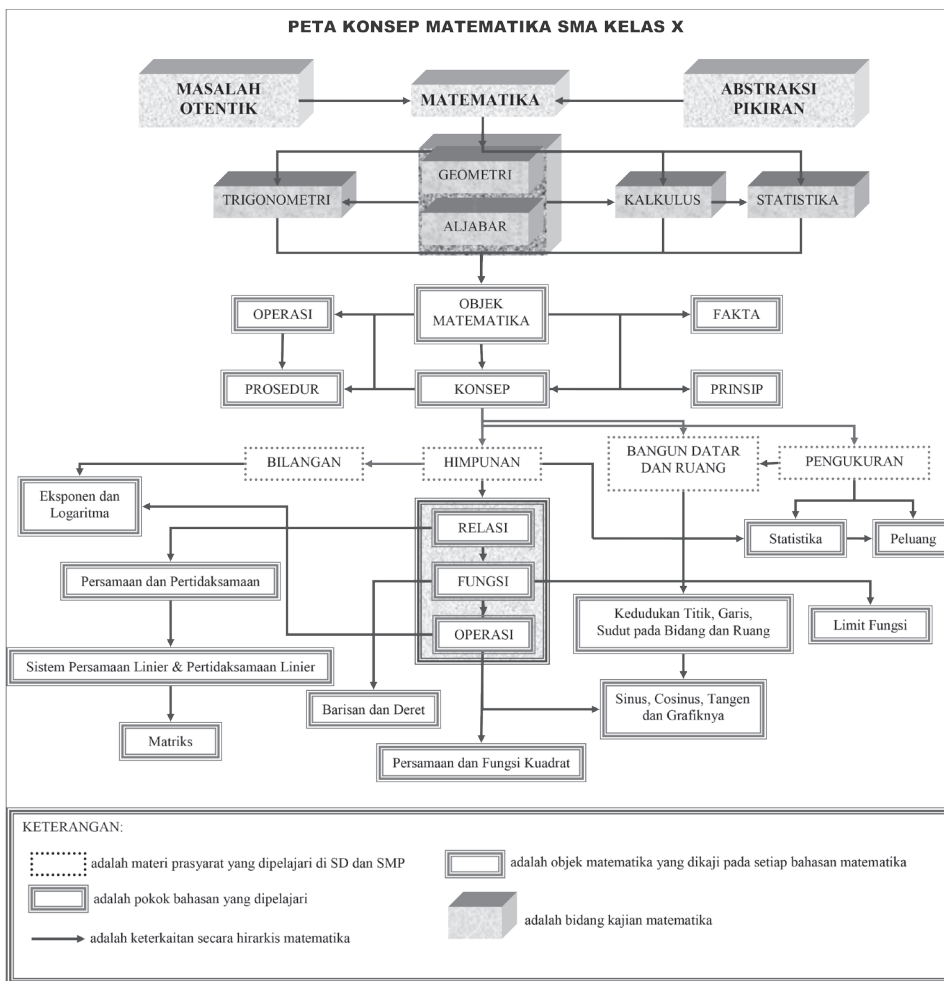 PETA KONSEP MATEMATIKA SMA KELAS X
MASALAH
OTENTIK
MATEMATIKA
ABSTRAKSI
PIKIRAN
GEOMETRI
TRIGONOMETRI
KALKULUS
STATISTIKA
ALJABAR
OPERASI
OBJEK
MATEMATIKA
FAKTA
PROSEDUR
KONSEP
PRINSIP
BILANGAN
HIMPUNAN
BANGUN DATAR
DAN RUANG
PENGUKURAN
Eksponen dan
Logaritma
RELASI
Statistika
Peluang
Persamaan dan Pertidaksamaan
FUNGSI
Kedudukan Titik, Garis,
Sudut pada Bidang dan Ruang
Limit Fungsi
OPERASI
Sistem Persamaan Linier & Pertidaksamaan Linier
Barisan dan Deret
Sinus, Cosinus, Tangen
dan Grafiknya
Matriks
Persamaan dan Fungsi Kuadrat
KETERANGAN:
adalah materi prasyarat yang dipelajari di SD dan SMP
adalah objek matematika yang dikaji pada setiap bahasan matematika
adalah pokok bahasan yang dipelajari
adalah bidang kajian matematika
adalah keterkaitan secara hirarkis matematika